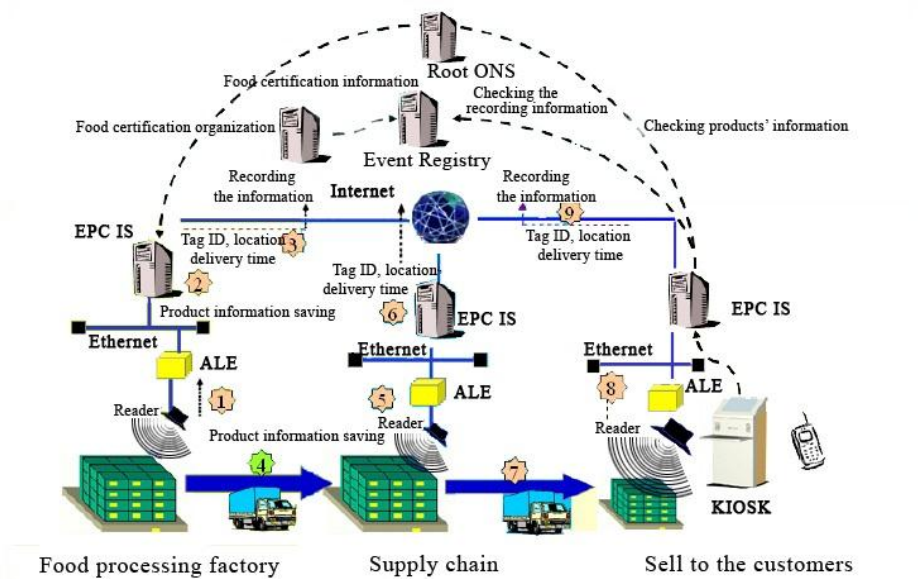 Root ONS
Food certification information
Checking the
recording information
Food certification organization
Checking products' information
Event Registry
Recording
the information
Internet
Recording
the information
9
EPC IS
Tag ID, location
delivery time
3
Tag ID, location
delivery time
Tag ID, location
delivery time
2
6
EPC IS
EPC IS
Product information saving
Ethernet
Ethernet
Ethernet
ALE
ALE
ALE
1
5
8
Reader
Reader
Reader
Product information saving
4
7
KIOSK
Food processing factory
Supply chain
Sell to the customers